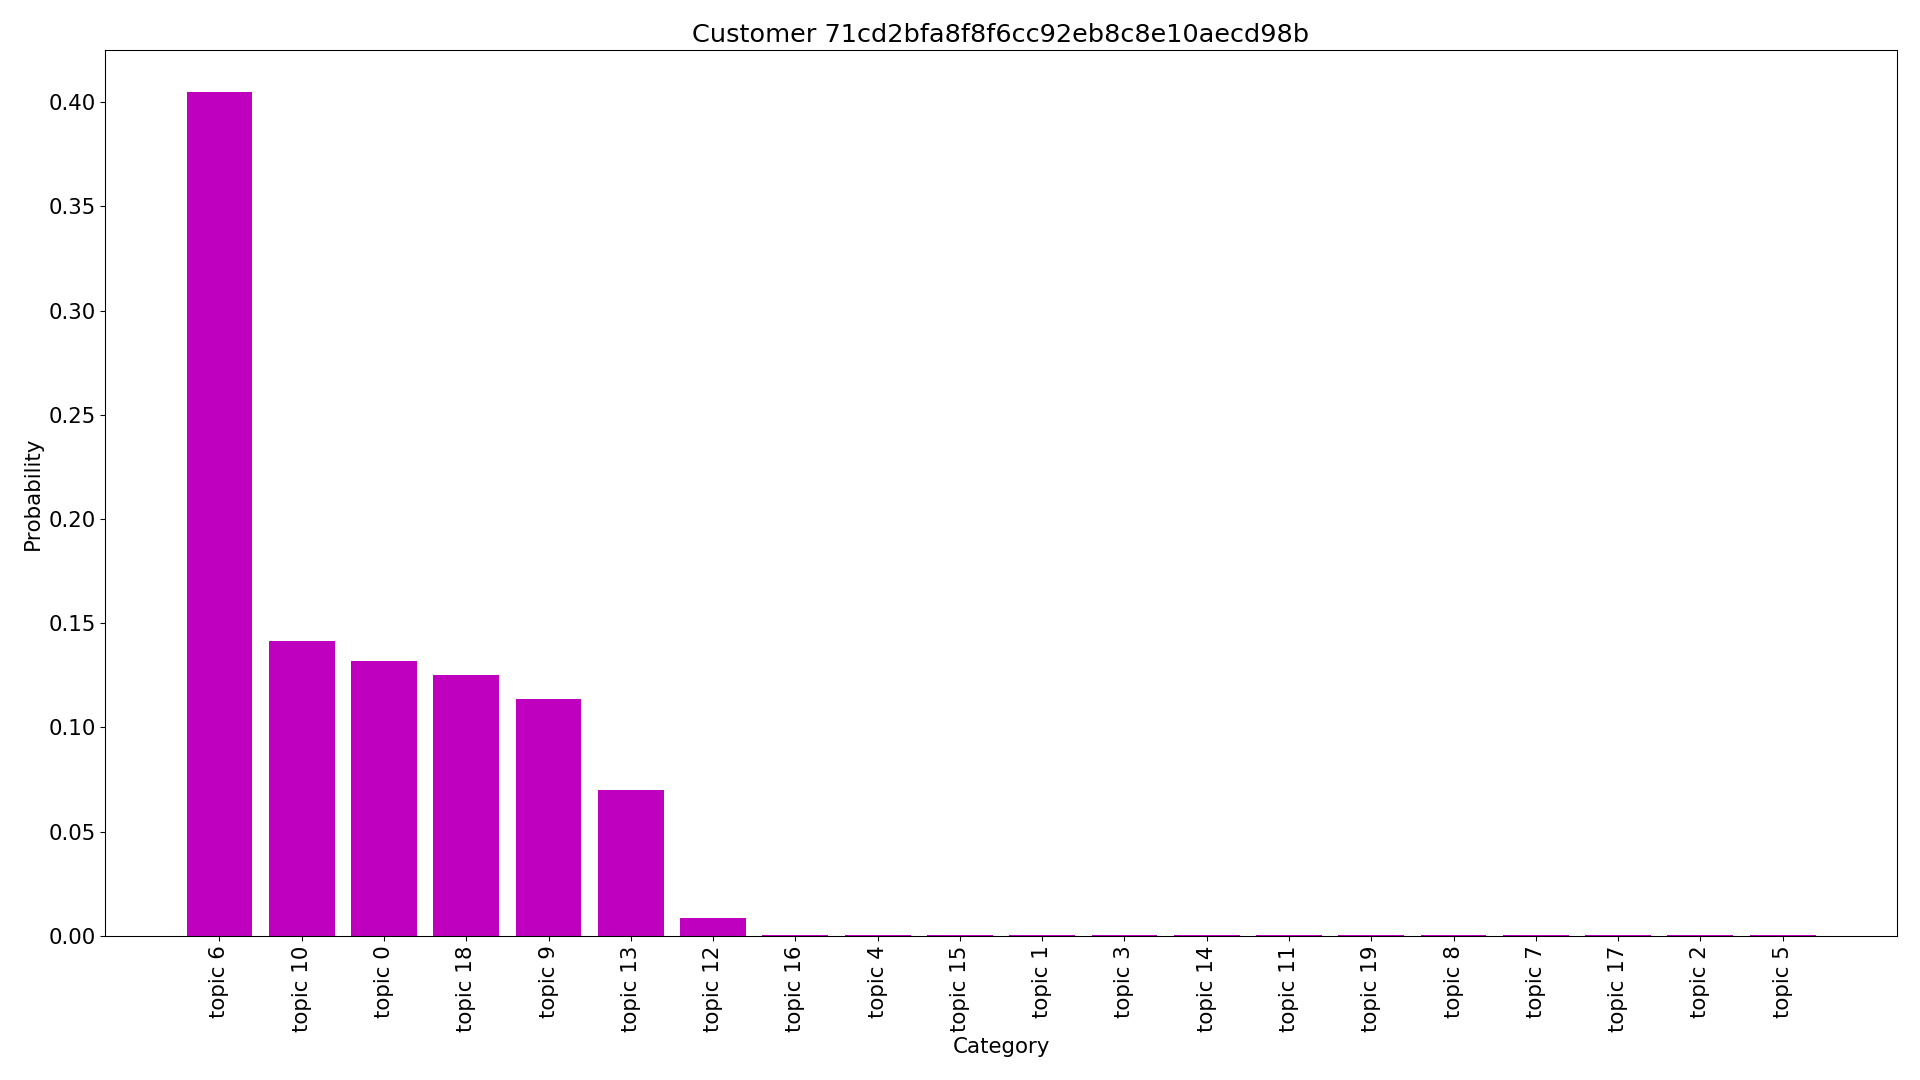 Customer 71cd2bfa8f8f6cc92eb8c8e10aecd98b
Probability
0.40
0.35
0.30
0.25
0.20
0.15
0.10
0.05
0.00
topic 6
topic 10
topic 0
topic 18
topic 9
topic 13
topic 12
topic 16
topic 4
topic 15
topic 1
topic 3
topic 14
topic 11
topic 19
topic 8
topic 7
topic 17
topic 2
topic 5
Category